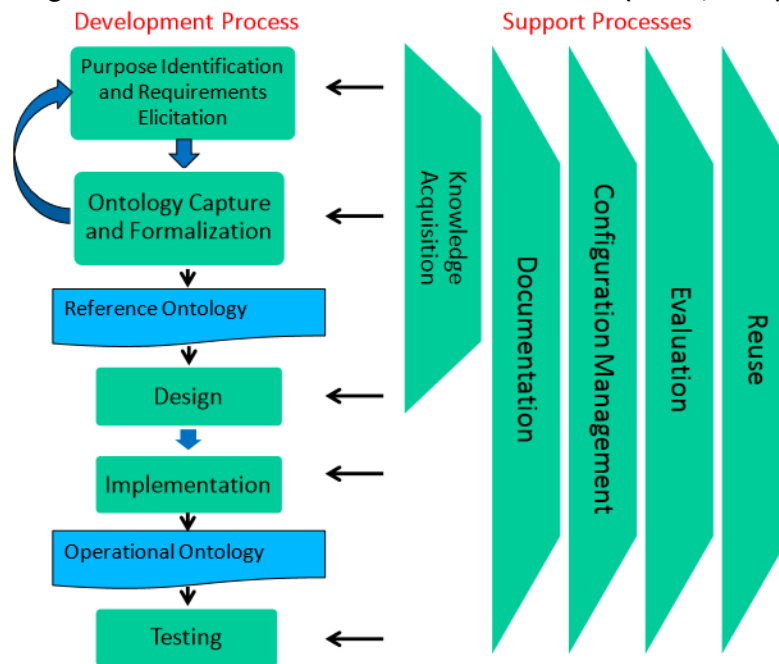 Development Process
Support Processes
Purpose Identification
and Requirements
Elicitation
Ontology Capture
and Formalization
Reference Ontology
Design
Implementation
Operational Ontology
Testing
Knowledge
Acquisition
Documentation
Configuration Management
Evaluation
Reuse